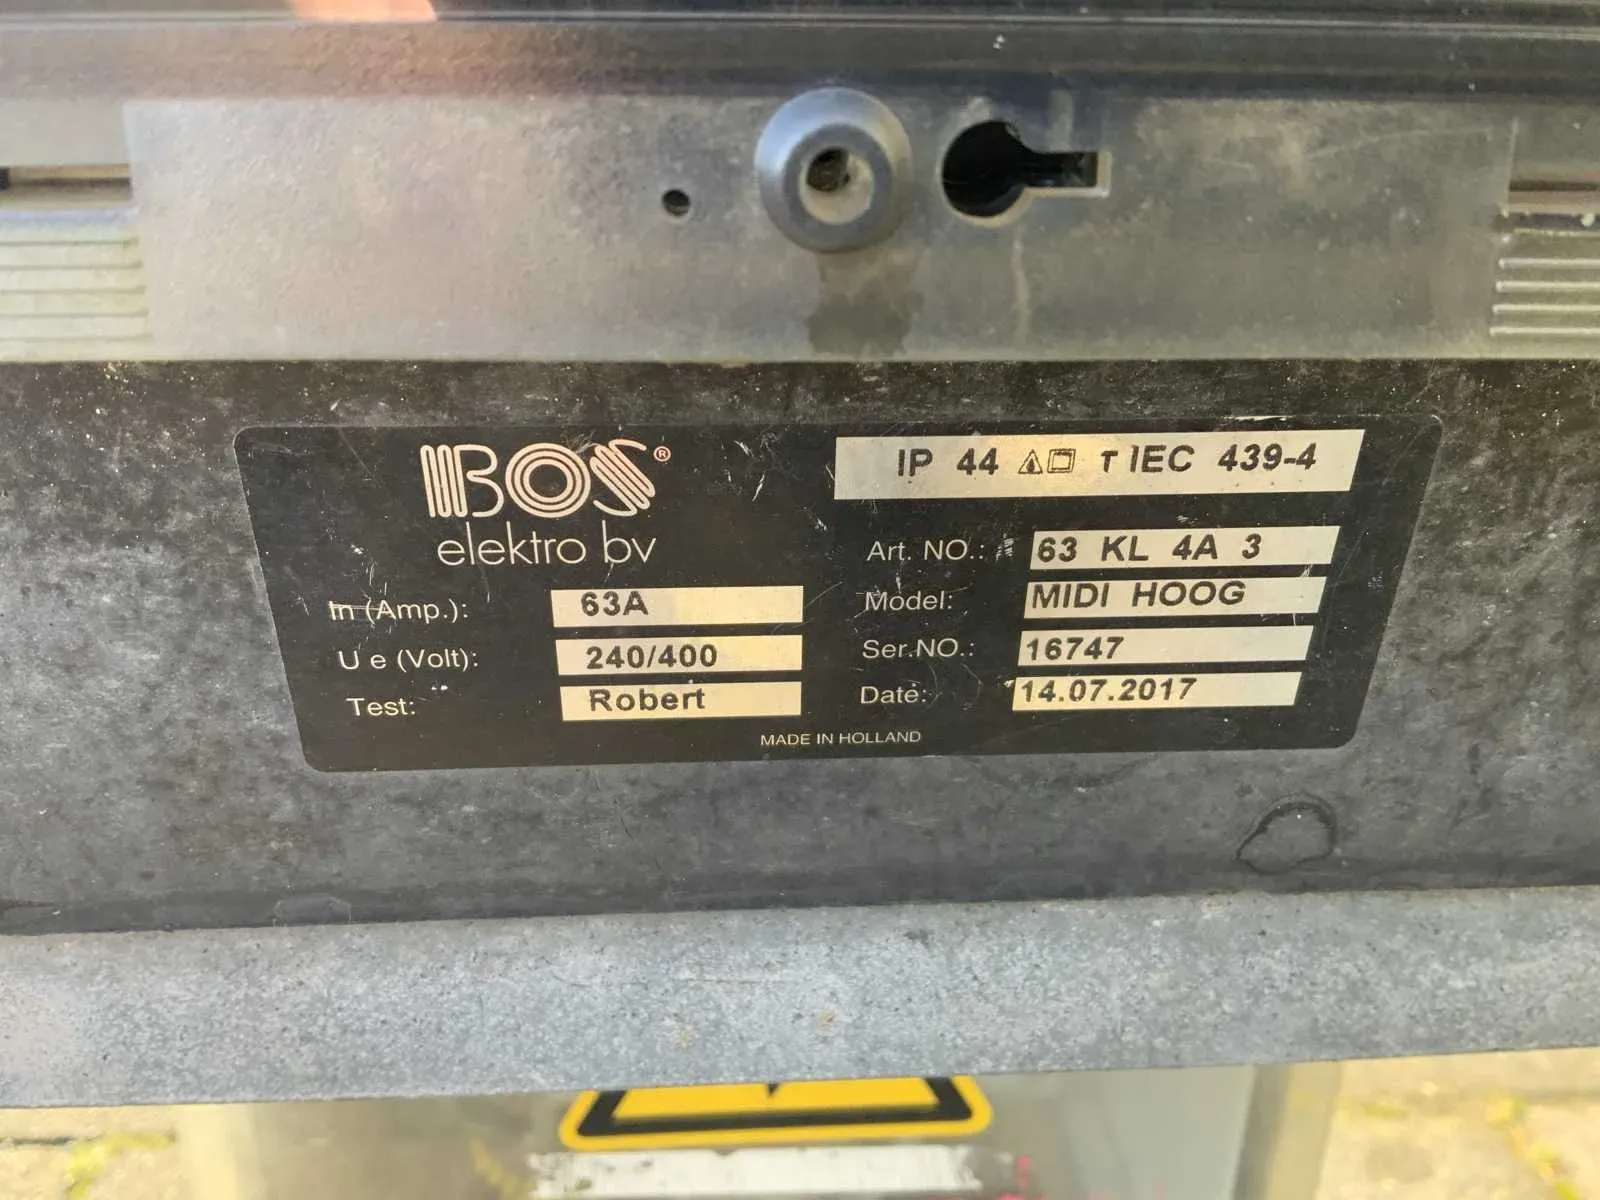 BOS®
elektro bv
IP 44 T IEC 439-4
In (Amp.): 63A
U e (Volt): 240/400
Test: Robert
Art. NO.: 63 KL 4A 3
Model: MIDI HOOG
Ser.NO.: 16747
Date: 14.07.2017
MADE IN HOLLAND